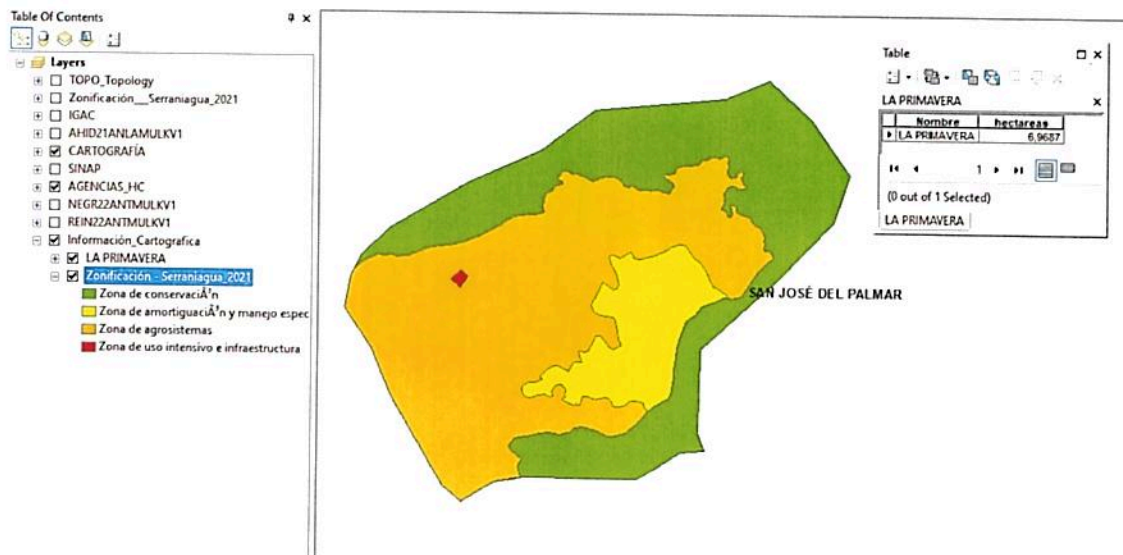 Table Of Contents
Layers
TOPO_Topology
Zonificación___Serraniagua_2021
IGAC
AHID21ANLAMULKV1
CARTOGRAFÍA
SINAP
AGENCIAS_HC
NEGR22ANTMULKV1
REIN22ANTMULKV1
Información_Cartografica
LA PRIMAVERA
Zonificación - Serraniagua_2021
Zona de conservaciÃ³n
Zona de amortiguaciÃ³n y manejo espec
Zona de agrosistemas
Zona de uso intensivo e infraestructura
SAN JOSÉ DEL PALMAR
Table
LA PRIMAVERA
Nombre hectareas
LA PRIMAVERA 6,9687
1
(0 out of 1 Selected)
LA PRIMAVERA